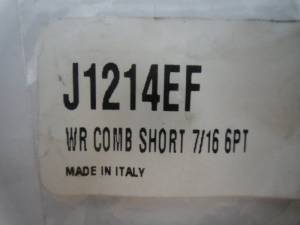 J1214EF
WR COMB SHORT 7/16 6PT
MADE IN ITALY